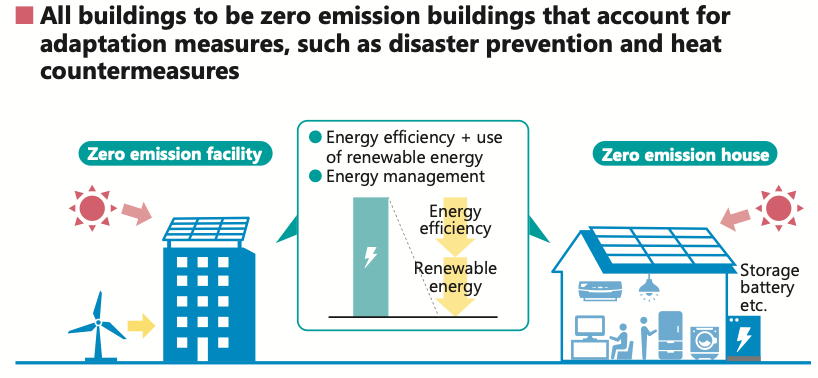 All buildings to be zero emission buildings that account for
adaptation measures, such as disaster prevention and heat
countermeasures
Zero emission facility
Energy efficiency + use
of renewable energy
Energy management
Energy
efficiency
Renewable
energy
Zero emission house
Storage
battery
etc.